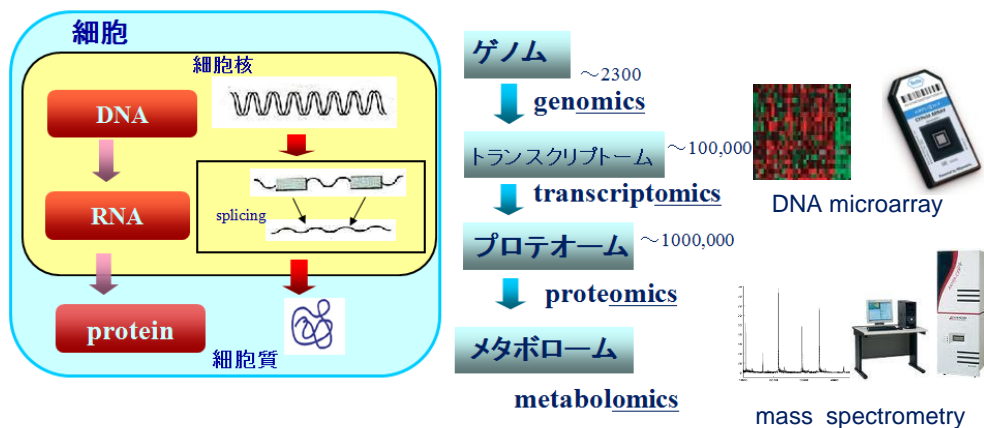 細胞
細胞核
DNA
RNA
splicing
protein
細胞質
ゲノム
～2300
genomics
トランスクリプトーム
～100,000
transcriptomics
プロテオーム
～1000,000
proteomics
メタボローム
metabolomics
DNA microarray
mass spectrometry